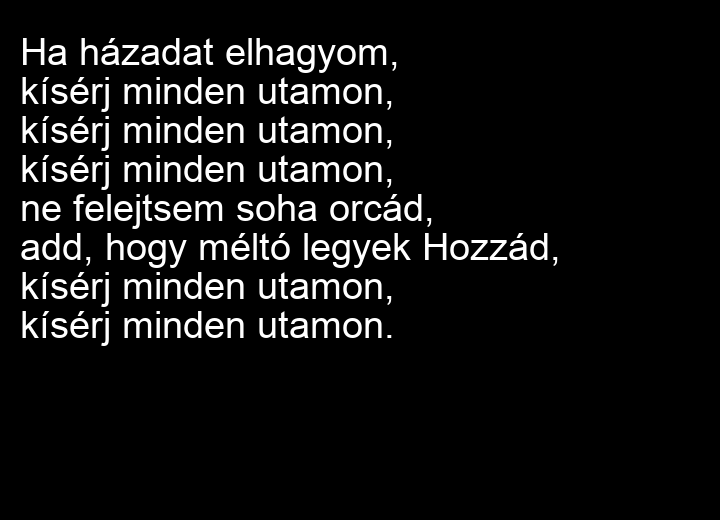 Ha házadat elhagyom,
kísérj minden utamon,
kísérj minden utamon,
kísérj minden utamon,
ne felejtsem soha orcád,
add, hogy méltó legyek Hozzád,
kísérj minden utamon,
kísérj minden utamon.